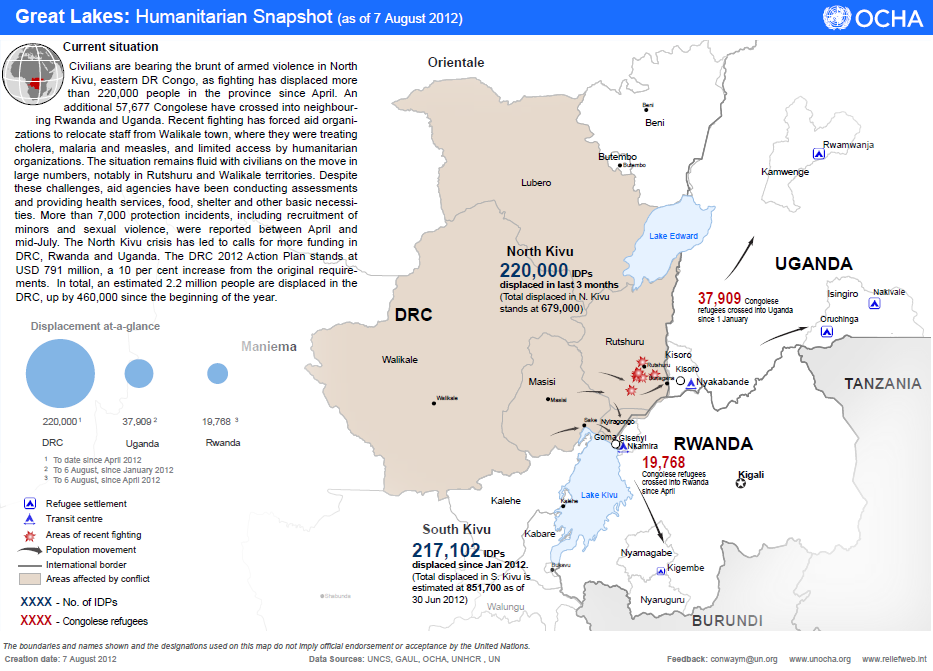 Great Lakes: Humanitarian Snapshot (as of 7 August 2012)
OCHA
Current situation
Civilians are bearing the brunt of armed violence in North
Kivu, eastern DR Congo, as fighting has displaced more
than 220,000 people in the province since April. An
additional 57,677 Congolese have crossed into neighbour-
ing Rwanda and Uganda. Recent fighting has forced aid organi-
zations to relocate staff from Walikale town, where they were treating
cholera, malaria and measles, and limited access by humanitarian
organizations. The situation remains fluid with civilians on the move in
large numbers, notably in Rutshuru and Walikale territories. Despite
these challenges, aid agencies have been conducting assessments
and providing health services, food, shelter and other basic necessi-
ties. More than 7,000 protection incidents, including recruitment of
minors and sexual violence, were reported between April and
mid-July. The North Kivu crisis has led to calls for more funding in
DRC, Rwanda and Uganda. The DRC 2012 Action Plan stands at
USD 791 million, a 10 per cent increase from the original require-
ments. In total, an estimated 2.2 million people are displaced in the
DRC, up by 460,000 since the beginning of the year.
Displacement at-a-glance
220,000 1
37,909 2
19,768 3
DRC
Uganda
Rwanda
1 To date since April 2012
2 To 6 August, since January 2012
3 To 6 August, since April 2012
Refugee settlement
Transit centre
Areas of recent fighting
Population movement
International border
Areas affected by conflict
XXXX - No. of IDPs
XXXX - Congolese refugees
Orientale
Beni
Beni
Butembo
Butembo
Lubero
Lake Edward
Rwamwanja
Kamwenge
North Kivu
220,000 IDPs
displaced in last 3 months
(Total displaced in N. Kivu
stands at 679,000)
UGANDA
37,909 Congolese
refugees crossed into Uganda
since 1 January
Isingiro
Nakivale
Oruchinga
DRC
Maniema
Walikale
Walikale
Rutshuru
Rutshuru
Bunagana
Kisoro
Kisoro
Nyakabande
Masisi
Masisi
TANZANIA
Sake
Nyiragongo
Goma
Gisenyi
Nkamira
RWANDA
19,768
Congolese refugees
crossed into Rwanda
since April
Kigali
Lake Kivu
Kalehe
Kalehe
Kabare
Bukavu
South Kivu
217,102 IDPs
displaced since Jan 2012.
(Total displaced in S. Kivu is
estimated at 851,700 as of
30 Jun 2012)
Shabunda
Walungu
Nyamagabe
Kigembe
Nyaruguru
BURUNDI
The boundaries and names shown and the designations used on this map do not imply official endorsement or acceptance by the United Nations.
Creation date: 7 August 2012
Data Sources: UNCS, GAUL, OCHA, UNHCR , UN
Feedback: conwaym@un.org www.unocha.org www.reliefweb.int